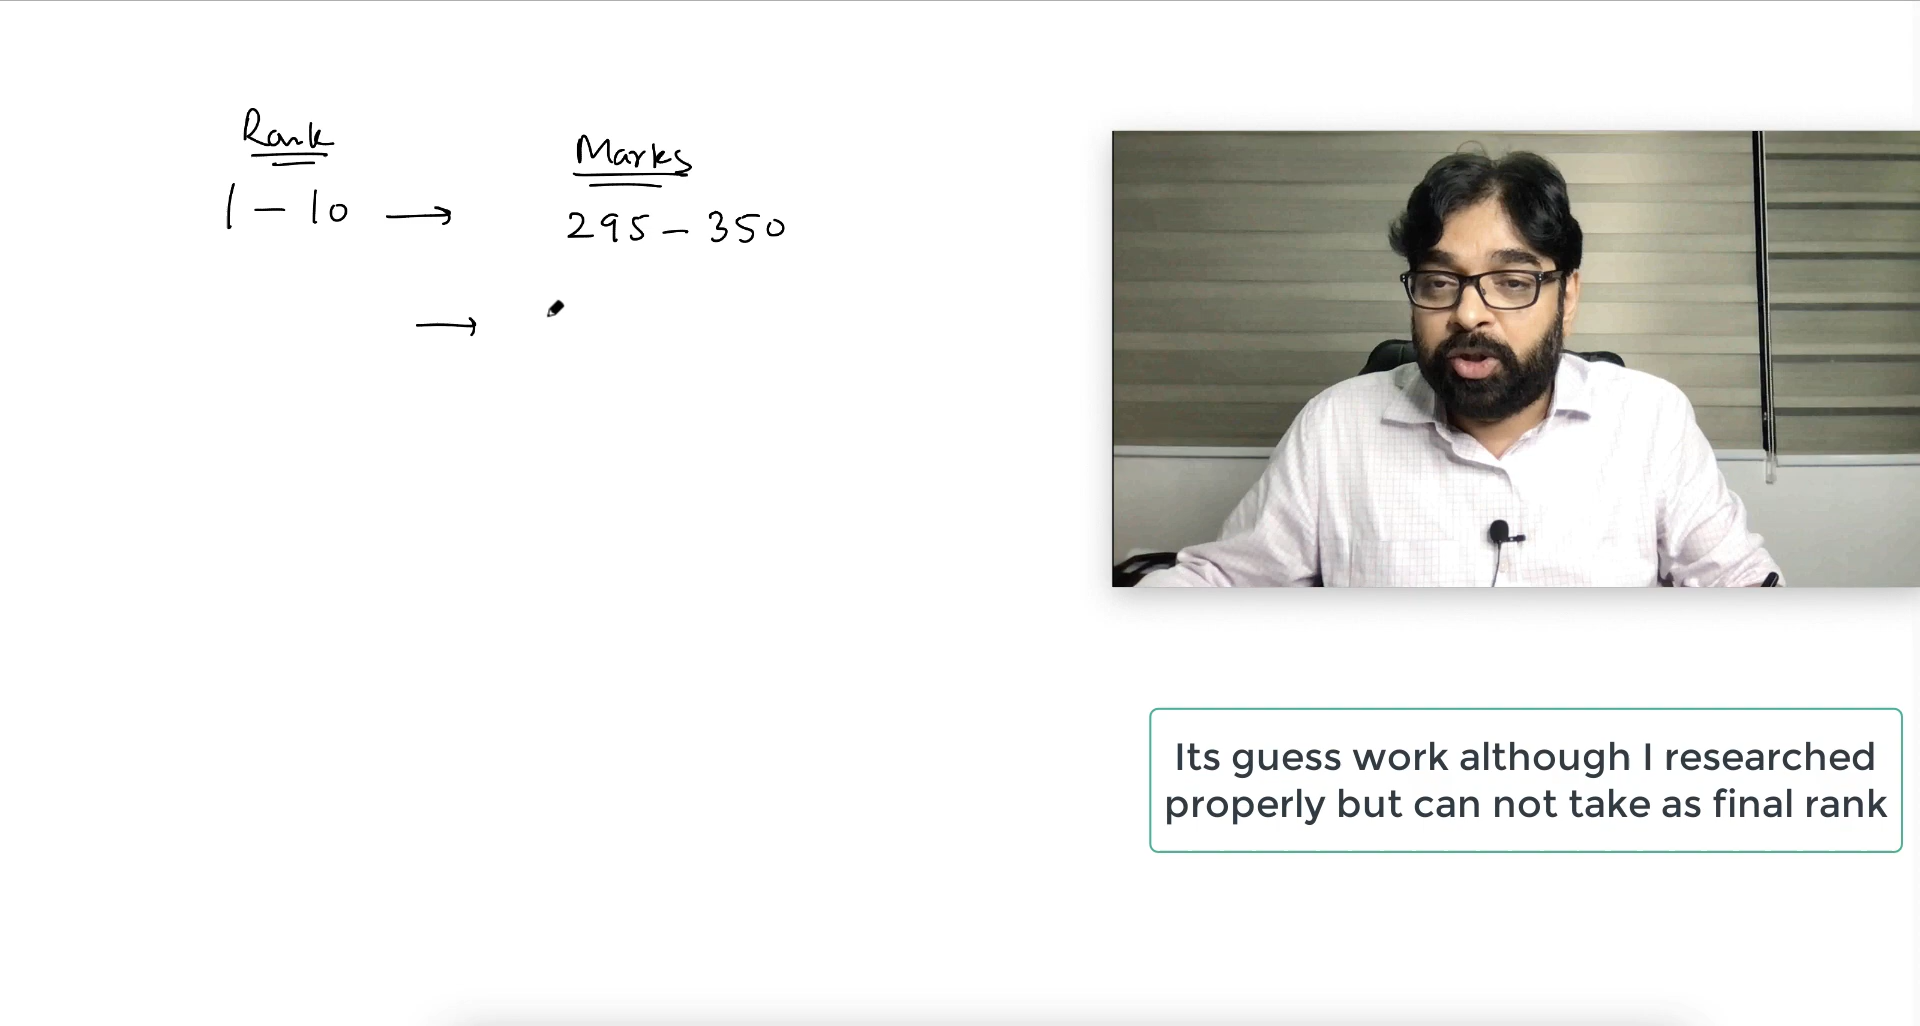 Rank
Marks
1 – 10 → 295 – 350
→
Its guess work although I researched
properly but can not take as final rank